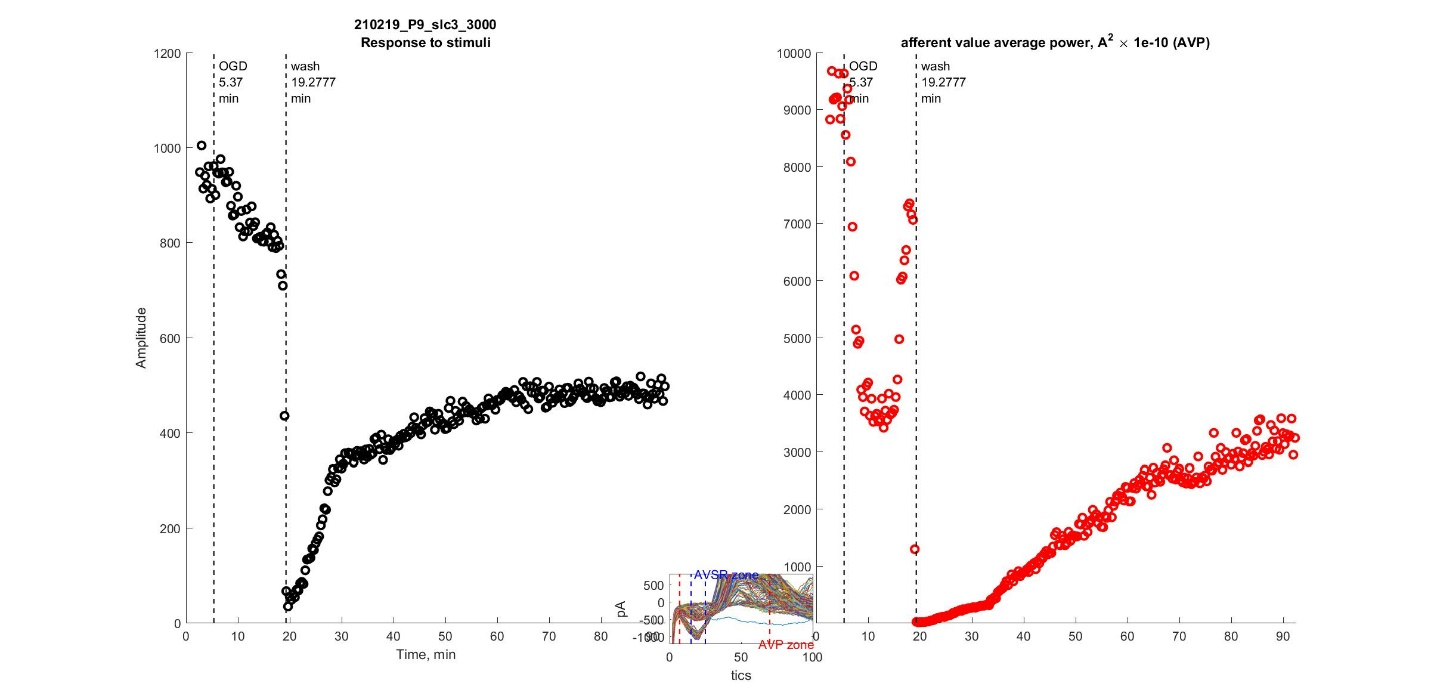 210219_P9_slc3_3000
Response to stimuli
afferent value average power, A² × 1e-10 (AVP)
OGD
5.37
min
wash
19.2777
min
OGD
5.37
min
wash
19.2777
min
1200
1000
800
600
400
200
0
Amplitude
0 10 20 30 40 50 60 70 80 90
Time, min
10000
9000
8000
7000
6000
5000
4000
3000
2000
1000
0 10 20 30 40 50 60 70 80 90
AVSR zone
500
0
-500
-1000
pA
AVP zone
0 50 100
tics